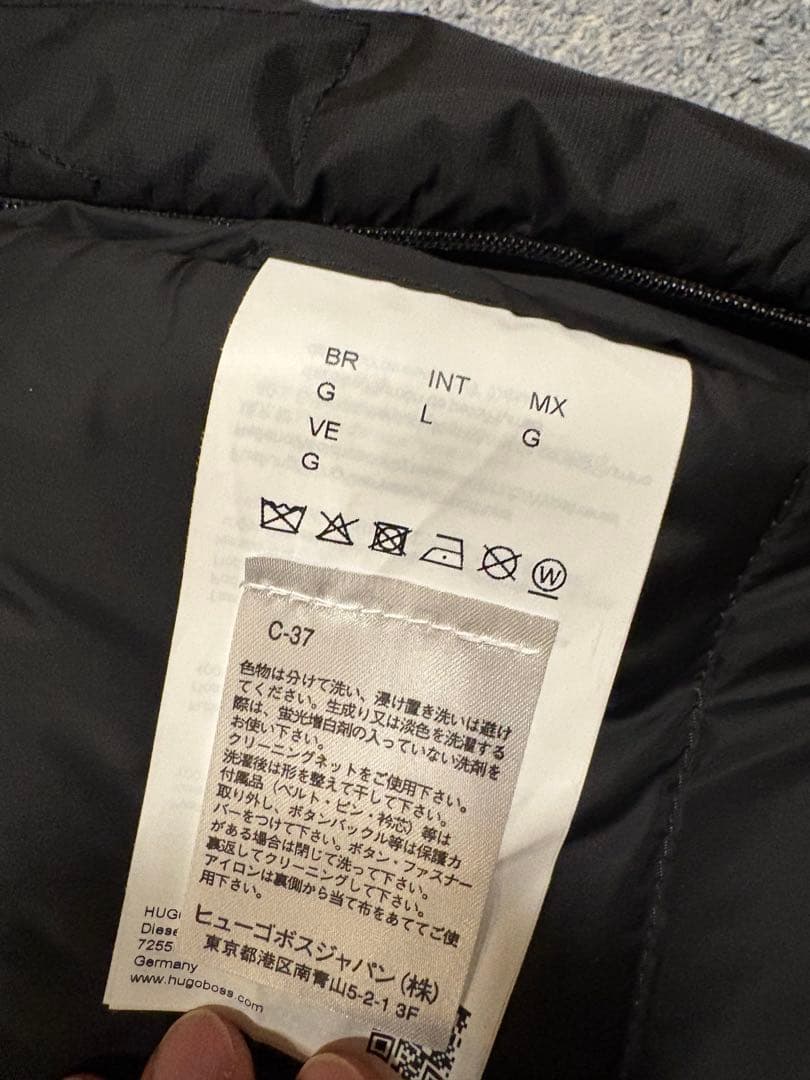 BR INT MX
G L G
VE
G
W
C-37
色物は分けて洗い、浸け置き洗いは避け
てください。生成り又は淡色を洗濯する
際は、蛍光増白剤の入っていない洗剤を
お使い下さい。
クリーニングネットをご使用下さい。
洗濯後は形を整えて干して下さい。
付属品（ベルト・ピン・衿芯）等は
取り外し、ボタンバックル等は保護カ
バーをつけて下さい。ボタン・ファスナー
がある場合は閉じて洗って下さい。
裏返してクリーニングして下さい。
アイロンは裏側から当て布をあててご使
用下さい。
ヒューゴボスジャパン（株）
東京都港区南青山5-2-1 3F
HUG
Diese
7255
Germany
www.hugoboss.com